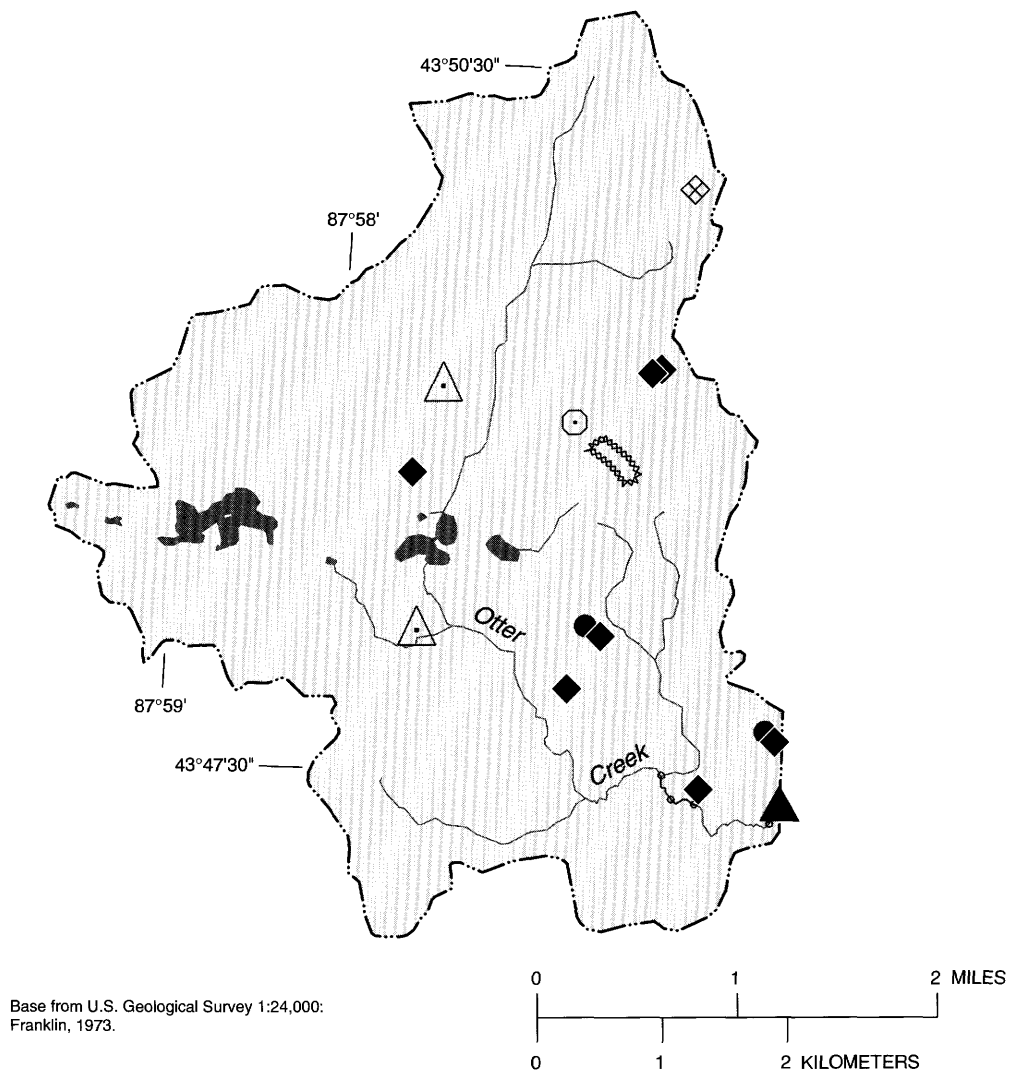 43°50'30"
87°58'
Otter
87°59'
Creek
43°47'30"
0 1 2 MILES
Base from U.S. Geological Survey 1:24,000:
Franklin, 1973.
0 1 2 KILOMETERS